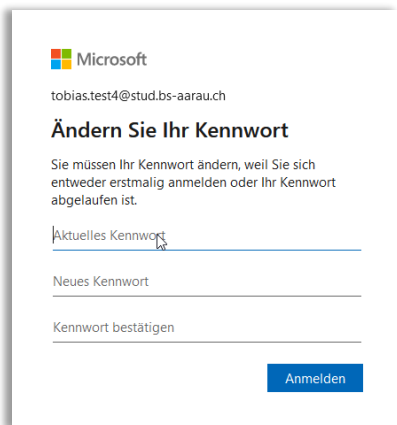 Microsoft
tobias.test4@stud.bs-aarau.ch
Ändern Sie Ihr Kennwort
Sie müssen Ihr Kennwort ändern, weil Sie sich
entweder erstmalig anmelden oder Ihr Kennwort
abgelaufen ist.
Aktuelles Kennwort
Neues Kennwort
Kennwort bestätigen
Anmelden